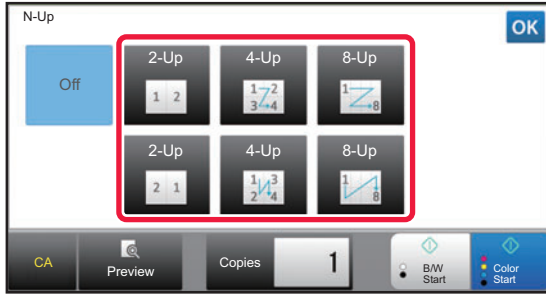 N-Up
OK
Off
2-Up
4-Up
8-Up
1 2
1 2
3 4
1
8
2-Up
4-Up
8-Up
2 1
1 3
2 4
1
8
CA
Preview
Copies
1
B/W
Start
Color
Start